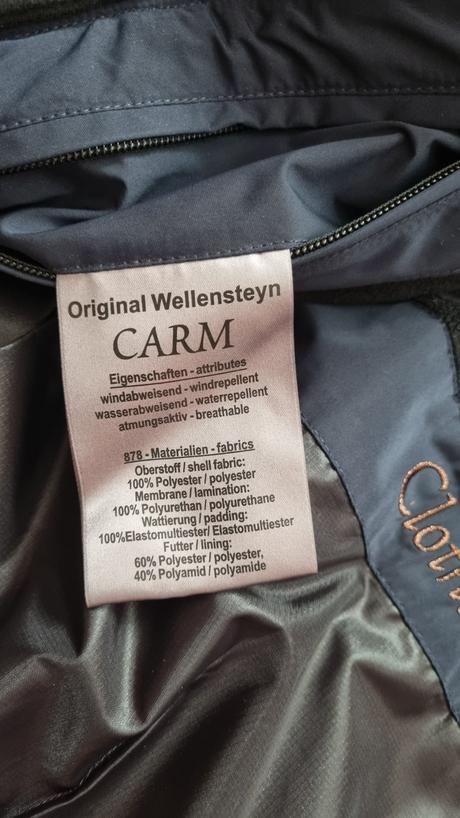 Original Wellensteyn
CARM
Eigenschaften - attributes
windabweisend - windrepellent
wasserabweisend - waterrepellent
atmungsaktiv - breathable
878 - Materialien - fabrics
Oberstoff / shell fabric:
100% Polyester / polyester
Membrane / lamination:
100% Polyurethan / polyurethane
Wattierung / padding:
100%Elastomultiester/ Elastomultiester
Futter / lining:
60% Polyester / polyester,
40% Polyamid / polyamide